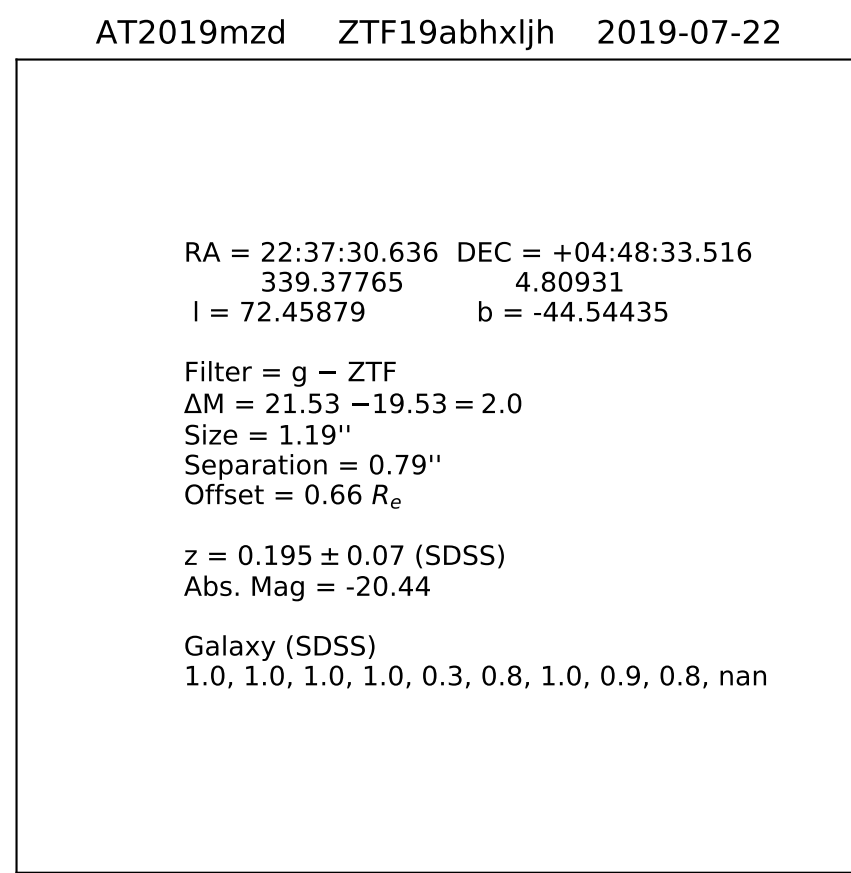 AT2019mzd ZTF19abhxljh 2019-07-22
RA = 22:37:30.636 DEC = +04:48:33.516
339.37765 4.80931
l = 72.45879 b = -44.54435
Filter = g − ZTF
ΔM = 21.53 −19.53 = 2.0
Size = 1.19''
Separation = 0.79''
Offset = 0.66 Rₑ
z = 0.195 ± 0.07 (SDSS)
Abs. Mag = -20.44
Galaxy (SDSS)
1.0, 1.0, 1.0, 1.0, 0.3, 0.8, 1.0, 0.9, 0.8, nan